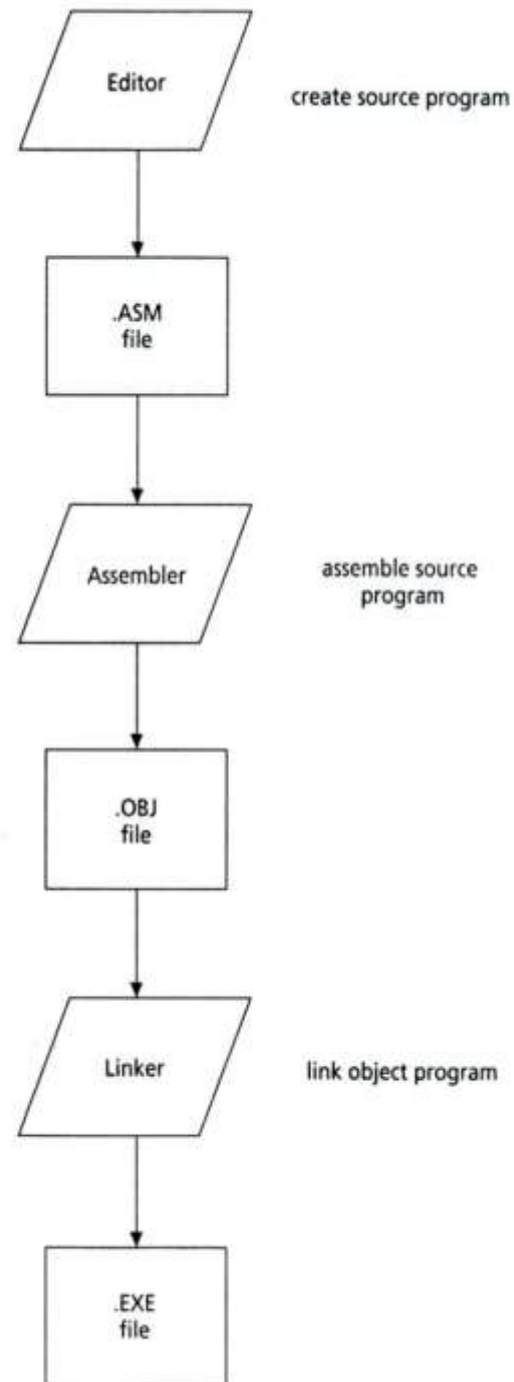 Editor
create source program
.ASM
file
Assembler
assemble source
program
.OBJ
file
Linker
link object program
.EXE
file